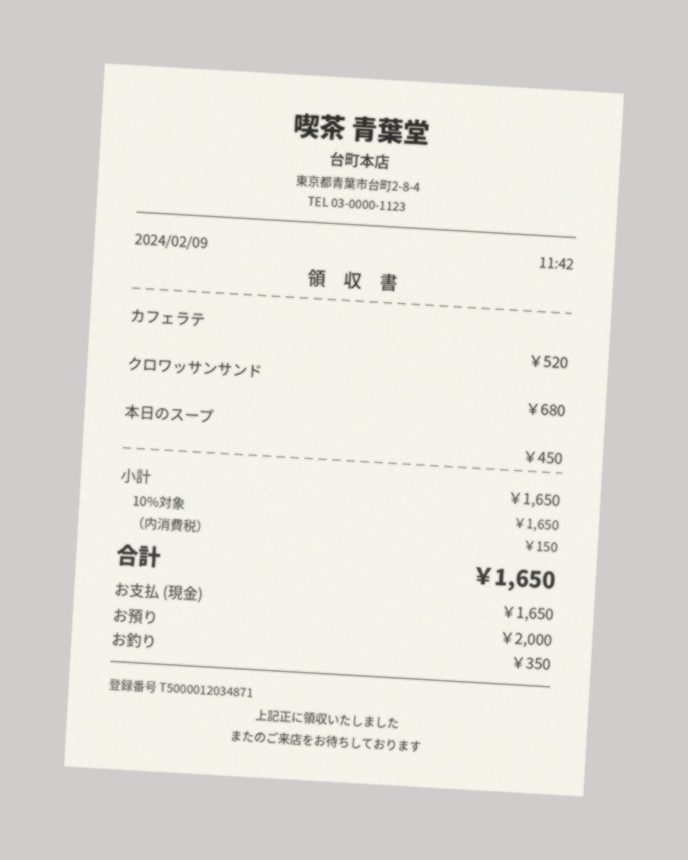 喫茶 青葉堂
台町本店
東京都青葉市台町2-8-4
TEL 03-0000-1123
2024/02/09 11:42
領 収 書
カフェラテ ¥520
クロワッサンサンド ¥680
本日のスープ ¥450
小計 ¥1,650
10%対象 ¥1,650
（内消費税） ¥150
合計 ¥1,650
お支払 (現金) ¥1,650
お預り ¥2,000
お釣り ¥350
登録番号 T5000012034871
上記正に領収いたしました
またのご来店をお待ちしております